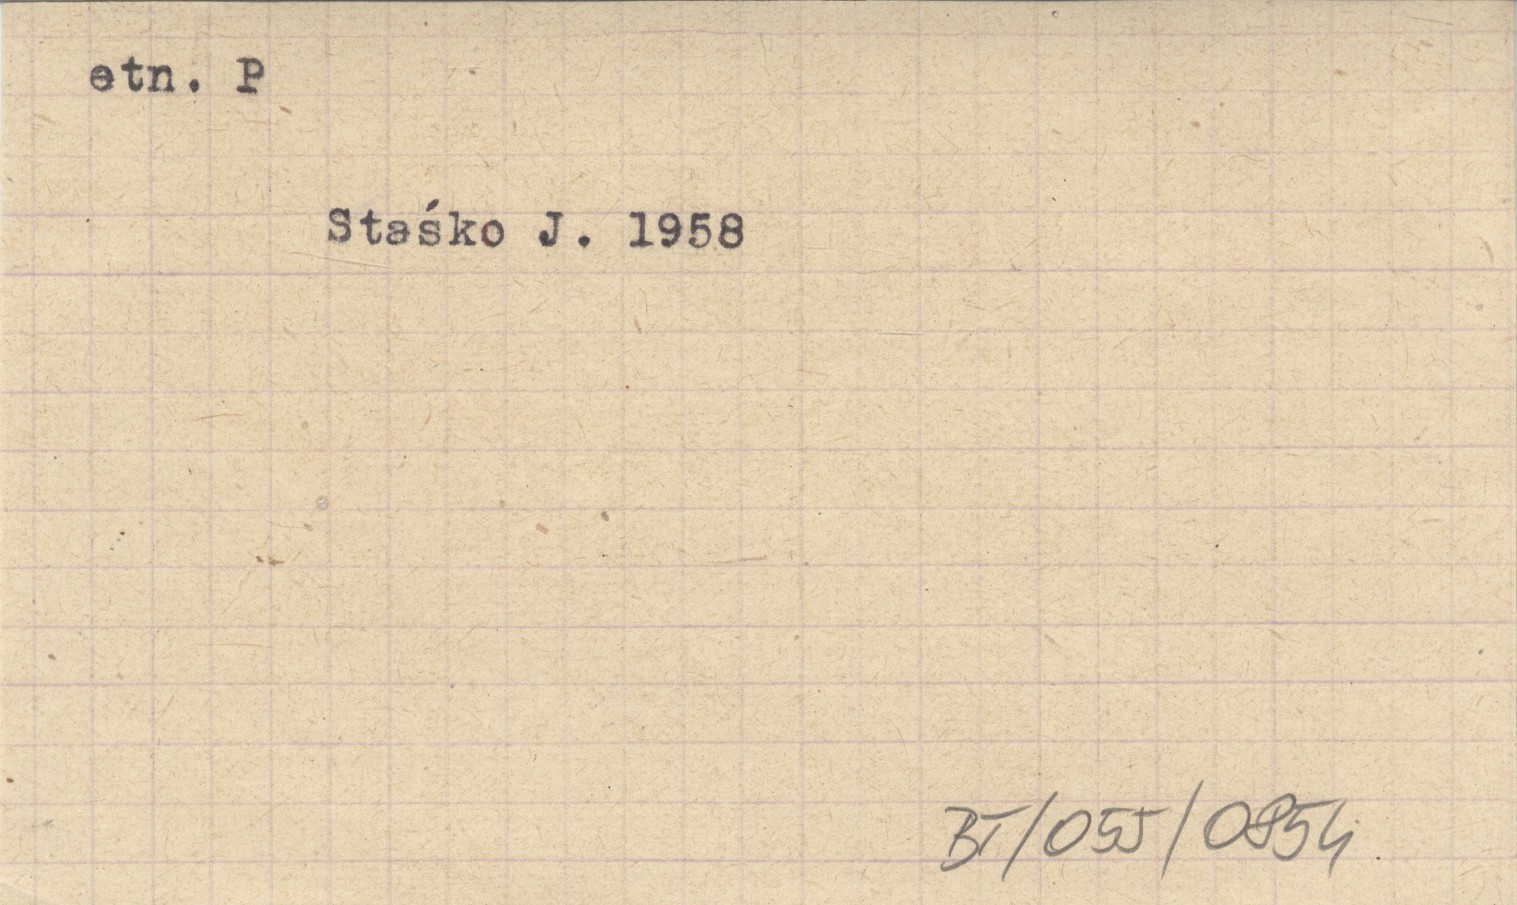 etn. P
Staśko J. 1958
BT/055/0854